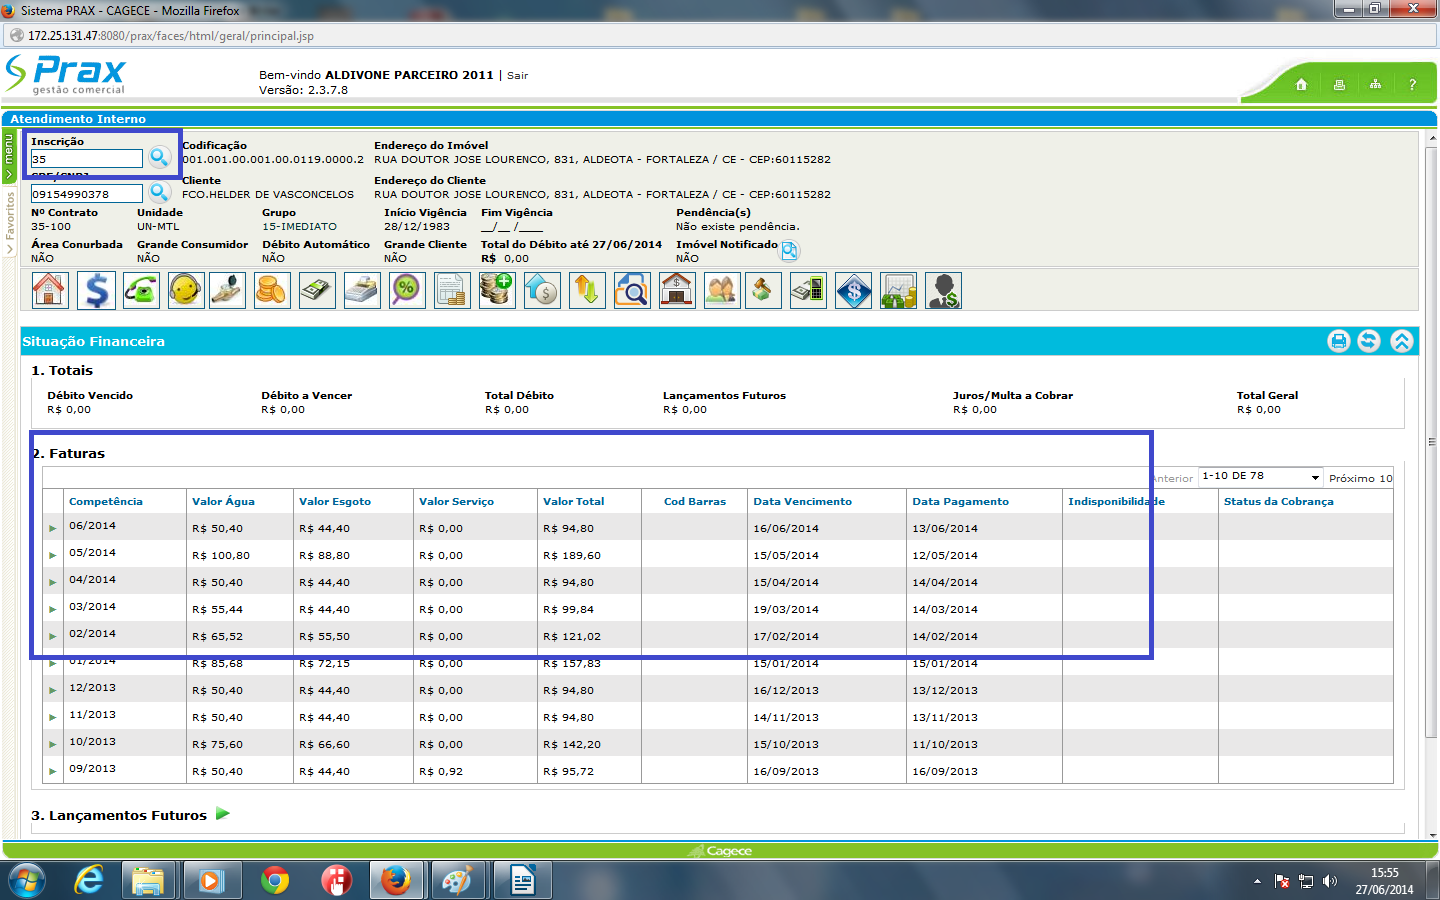 Sistema PRAX - CAGECE - Mozilla Firefox
172.25.131.47:8080/prax/faces/html/geral/principal.jsp
Prax
gestão comercial
Bem-vindo ALDIVONE PARCEIRO 2011 | Sair
Versão: 2.3.7.8
?
Atendimento Interno
menu
Favoritos
Inscrição Codificação Endereço do Imóvel
35 001.001.00.001.00.0119.0000.2 RUA DOUTOR JOSE LOURENCO, 831, ALDEOTA - FORTALEZA / CE - CEP:60115282
Cliente Endereço do Cliente
09154990378 FCO.HELDER DE VASCONCELOS RUA DOUTOR JOSE LOURENCO, 831, ALDEOTA - FORTALEZA / CE - CEP:60115282
Nº Contrato Unidade Grupo Início Vigência Fim Vigência Pendência(s)
35-100 UN-MTL 15-IMEDIATO 28/12/1983 __/__ /____ Não existe pendência.
Área Conurbada Grande Consumidor Débito Automático Grande Cliente Total do Débito até 27/06/2014 Imóvel Notificado
NÃO NÃO NÃO NÃO R$ 0,00 NÃO
Situação Financeira
1. Totais
Débito Vencido Débito a Vencer Total Débito Lançamentos Futuros Juros/Multa a Cobrar Total Geral
R$ 0,00 R$ 0,00 R$ 0,00 R$ 0,00 R$ 0,00 R$ 0,00
2. Faturas
Anterior 1-10 DE 78 Próximo 10
Competência Valor Água Valor Esgoto Valor Serviço Valor Total Cod Barras Data Vencimento Data Pagamento Indisponibilidade Status da Cobrança
06/2014 R$ 50,40 R$ 44,40 R$ 0,00 R$ 94,80 16/06/2014 13/06/2014
05/2014 R$ 100,80 R$ 88,80 R$ 0,00 R$ 189,60 15/05/2014 12/05/2014
04/2014 R$ 50,40 R$ 44,40 R$ 0,00 R$ 94,80 15/04/2014 14/04/2014
03/2014 R$ 55,44 R$ 44,40 R$ 0,00 R$ 99,84 19/03/2014 14/03/2014
02/2014 R$ 65,52 R$ 55,50 R$ 0,00 R$ 121,02 17/02/2014 14/02/2014
01/2014 R$ 85,68 R$ 72,15 R$ 0,00 R$ 157,83 15/01/2014 15/01/2014
12/2013 R$ 50,40 R$ 44,40 R$ 0,00 R$ 94,80 16/12/2013 13/12/2013
11/2013 R$ 50,40 R$ 44,40 R$ 0,00 R$ 94,80 14/11/2013 13/11/2013
10/2013 R$ 75,60 R$ 66,60 R$ 0,00 R$ 142,20 15/10/2013 11/10/2013
09/2013 R$ 50,40 R$ 44,40 R$ 0,92 R$ 95,72 16/09/2013 16/09/2013
3. Lançamentos Futuros
Cagece
15:55
27/06/2014